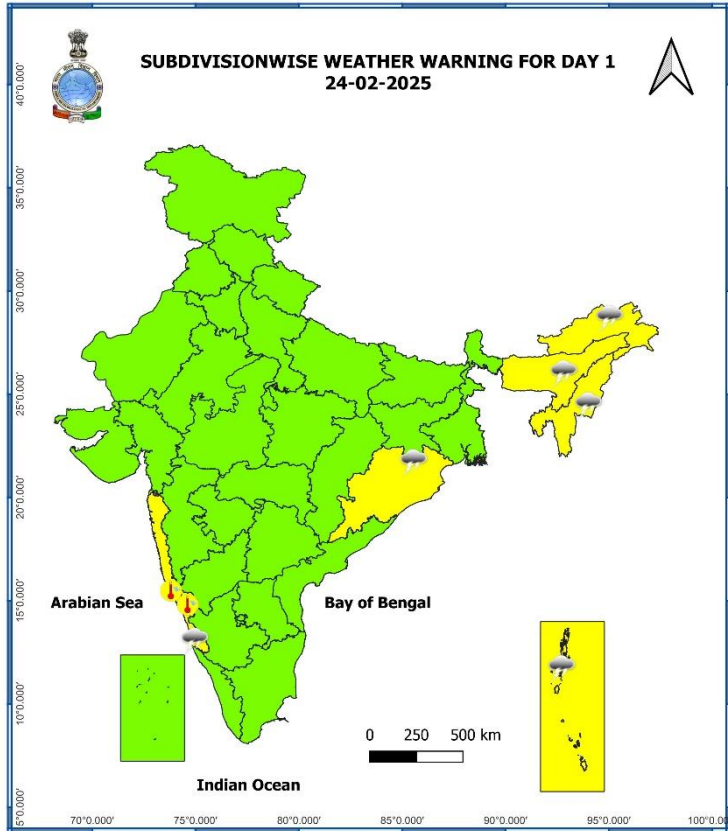 SUBDIVISIONWISE WEATHER WARNING FOR DAY 1
24-02-2025
40°0.000'
35°0.000'
30°0.000'
25°0.000'
20°0.000'
15°0.000'
10°0.000'
5°0.000'
Arabian Sea
Bay of Bengal
0 250 500 km
Indian Ocean
70°0.000' 75°0.000' 80°0.000' 85°0.000' 90°0.000' 95°0.000'